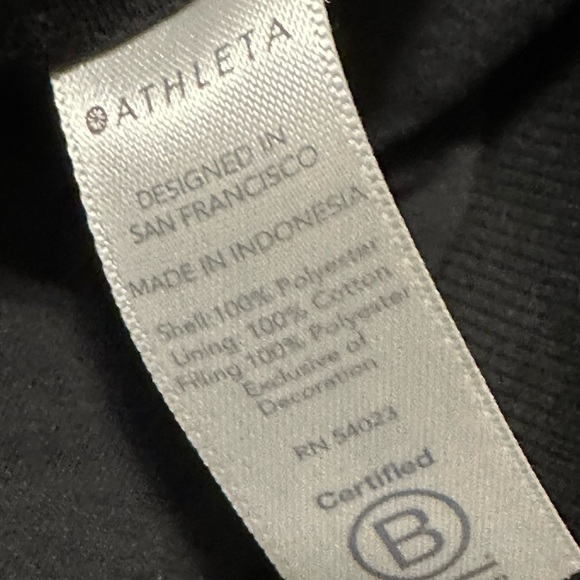 ATHLETA
DESIGNED IN
SAN FRANCISCO
MADE IN INDONESIA
Shell:100% Polyester
Lining: 100% Cotton
Filling 100% Polyester
Exclusive of
Decoration
RN 54023
Certified
B